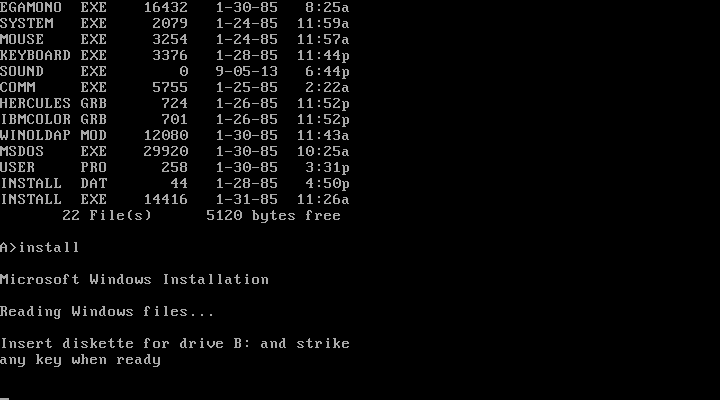 EGAMONO  EXE    16432   1-30-85   8:25a
SYSTEM   EXE     2079   1-24-85  11:59a
MOUSE    EXE     3254   1-24-85  11:57a
KEYBOARD EXE     3376   1-28-85  11:44p
SOUND    EXE        0   9-05-13   6:44p
COMM     EXE     5755   1-25-85   2:22a
HERCULES GRB      724   1-26-85  11:52p
IBMCOLOR GRB      701   1-26-85  11:52p
WINOLDAP MOD    12080   1-30-85  11:43a
MSDOS    EXE    29920   1-30-85  10:25a
USER     PRO      258   1-30-85   3:31p
INSTALL  DAT       44   1-28-85   4:50p
INSTALL  EXE    14416   1-31-85  11:26a
       22 File(s)      5120 bytes free
A>install
Microsoft Windows Installation
Reading Windows files...
Insert diskette for drive B: and strike
any key when ready